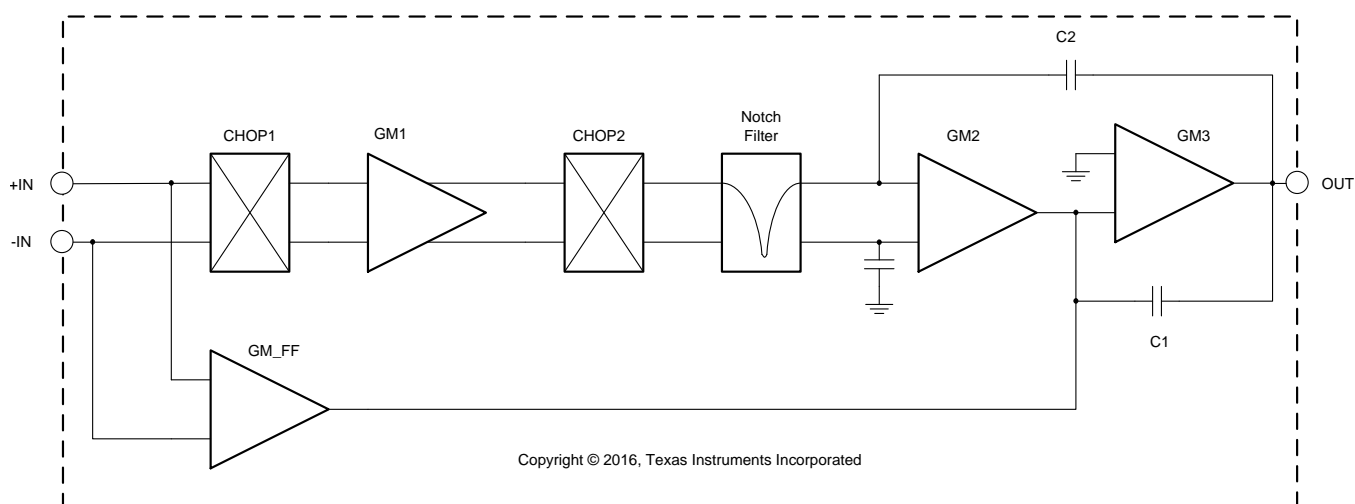 C2
Notch
Filter
CHOP1
GM1
CHOP2
GM2
GM3
+IN
OUT
-IN
C1
GM_FF
Copyright © 2016, Texas Instruments Incorporated